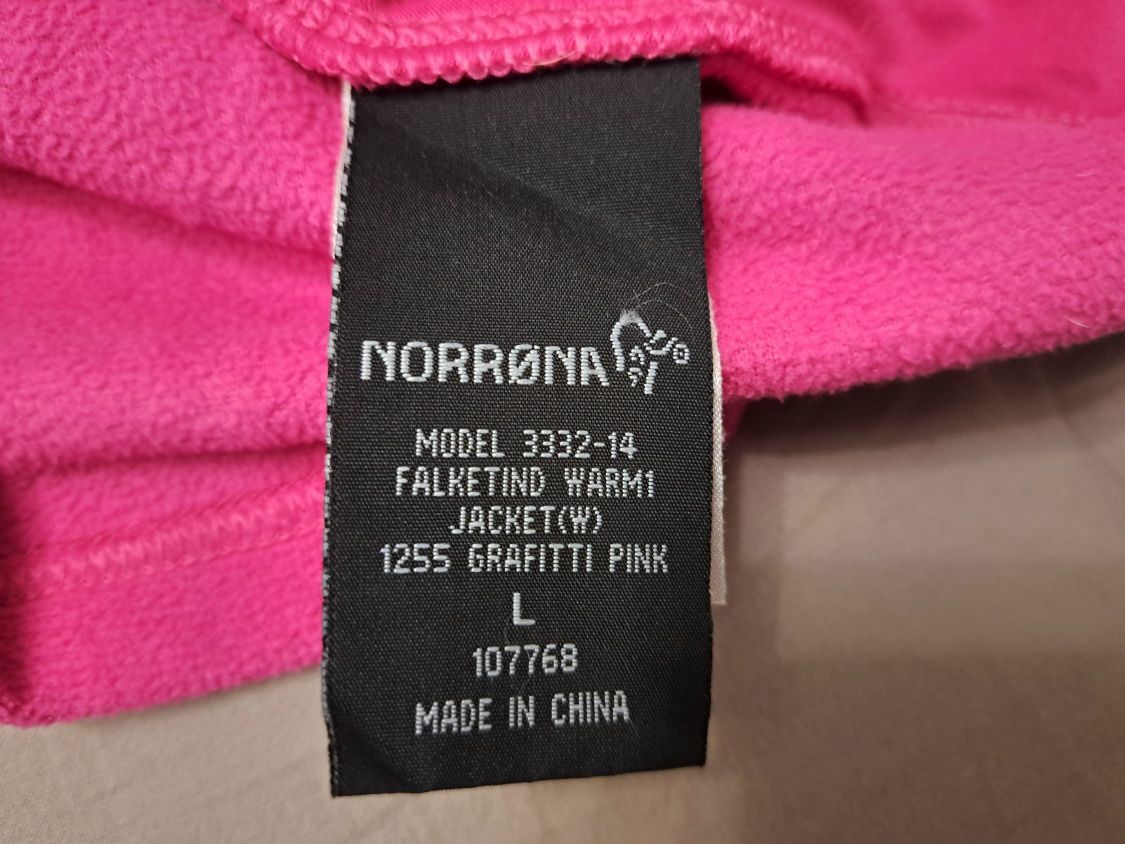 NORRØNA
MODEL 3332-14
FALKETIND WARM1
JACKET(W)
1255 GRAFITTI PINK
L
107768
MADE IN CHINA